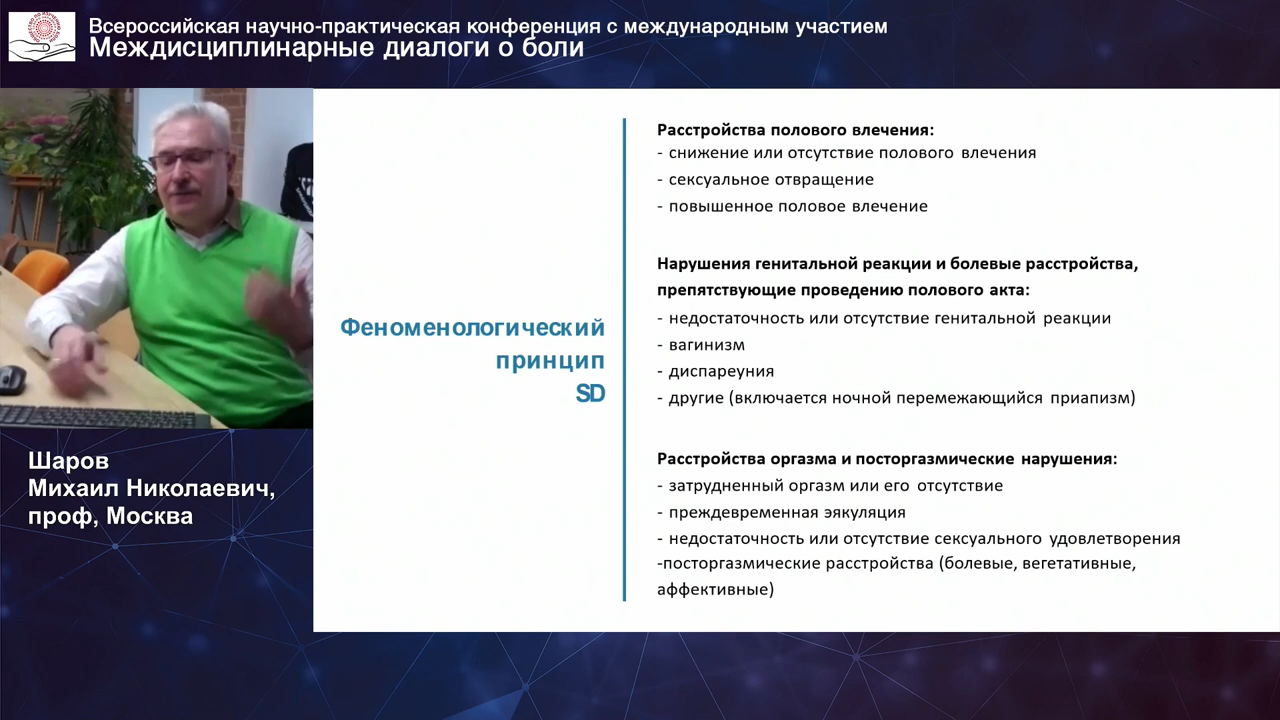 Всероссийская научно-практическая конференция с международным участием
Междисциплинарные диалоги о боли
Шаров
Михаил Николаевич,
проф, Москва
Феноменологический
принцип
SD
Расстройства полового влечения:
- снижение или отсутствие полового влечения
- сексуальное отвращение
- повышенное половое влечение
Нарушения генитальной реакции и болевые расстройства,
препятствующие проведению полового акта:
- недостаточность или отсутствие генитальной реакции
- вагинизм
- диспареуния
- другие (включается ночной перемежающийся приапизм)
Расстройства оргазма и посторгазмические нарушения:
- затрудненный оргазм или его отсутствие
- преждевременная эякуляция
- недостаточность или отсутствие сексуального удовлетворения
-посторгазмические расстройства (болевые, вегетативные,
аффективные)